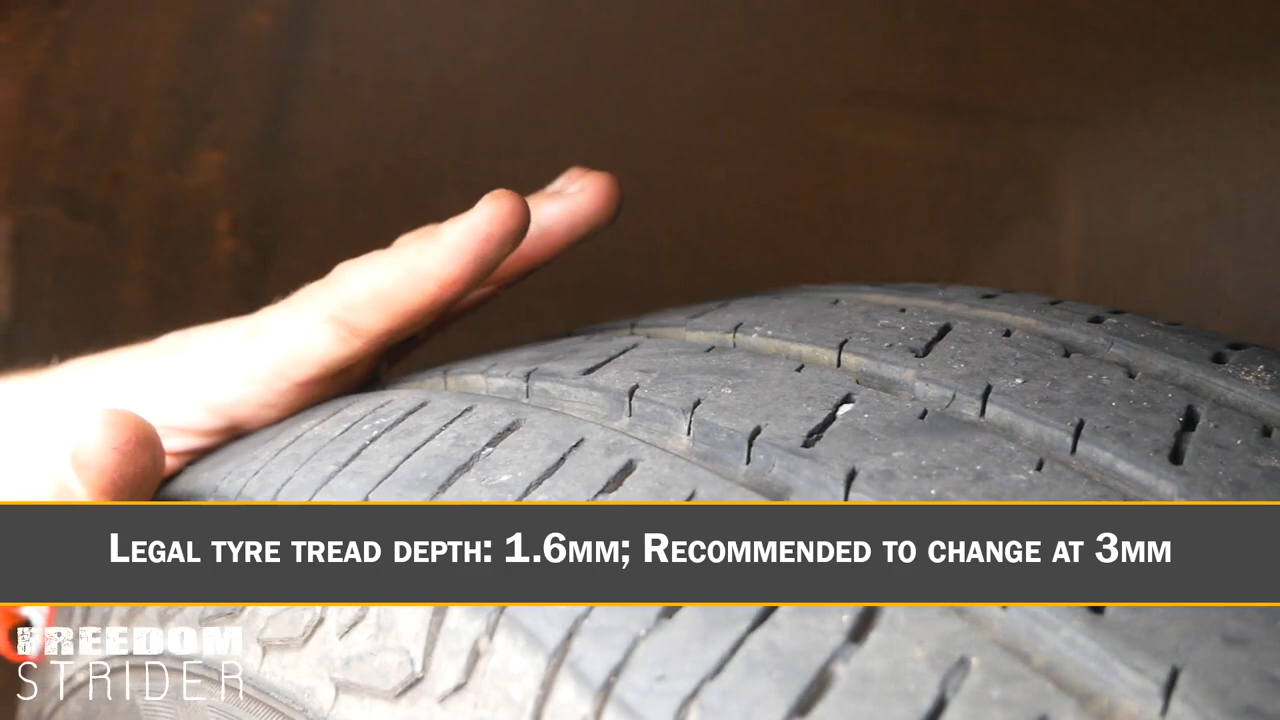 Legal tyre tread depth: 1.6mm; Recommended to change at 3mm
FREEDOM
STRIDER